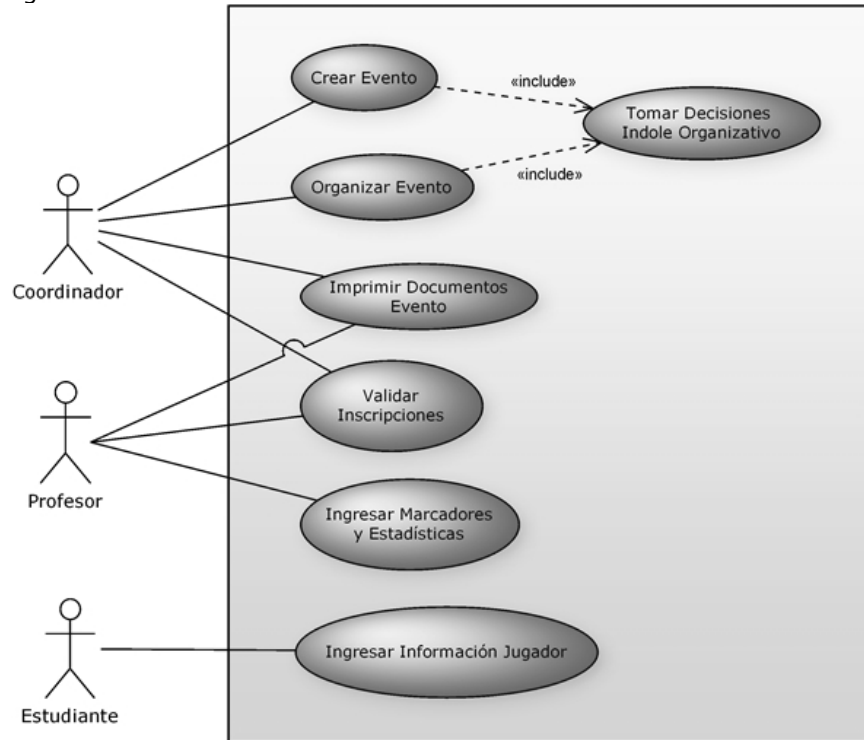 Crear Evento
«include»
Tomar Decisiones
Indole Organizativo
Organizar Evento
«include»
Coordinador
Imprimir Documentos
Evento
Validar
Inscripciones
Profesor
Ingresar Marcadores
y Estadísticas
Ingresar Información Jugador
Estudiante